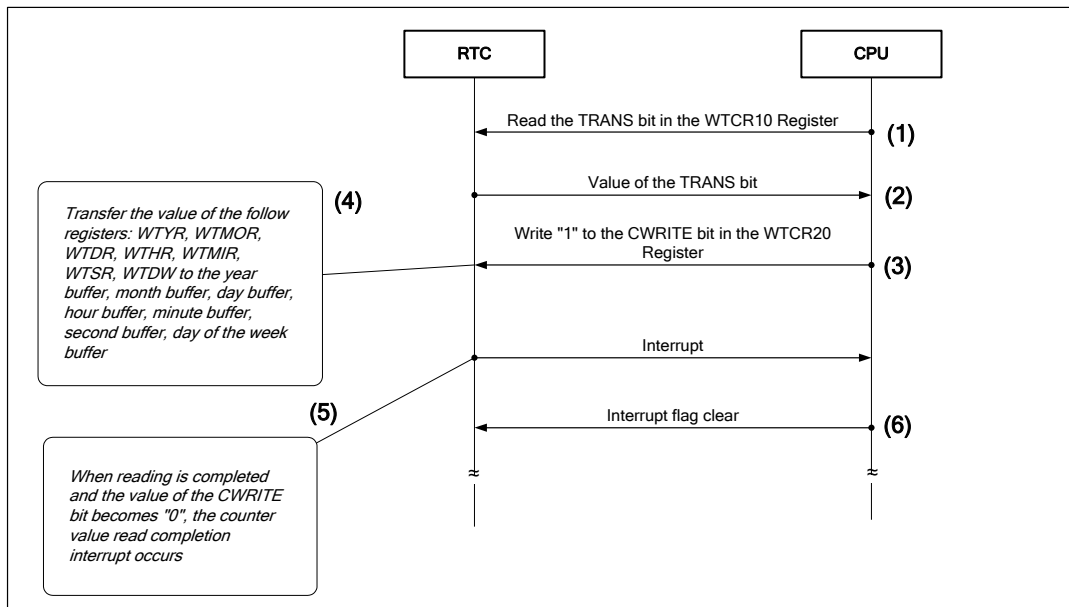 RTC
CPU
Read the TRANS bit in the WTCR10 Register
(1)
Value of the TRANS bit
(2)
(4)
Transfer the value of the follow
registers: WTYR, WTMOR,
WTDR, WTHR, WTMIR,
WTSR, WTDW to the year
buffer, month buffer, day buffer,
hour buffer, minute buffer,
second buffer, day of the week
buffer
Write "1" to the CWRITE bit in the WTCR20
Register
(3)
Interrupt
(5)
Interrupt flag clear
(6)
When reading is completed
and the value of the CWRITE
bit becomes "0", the counter
value read completion
interrupt occurs
≈
≈